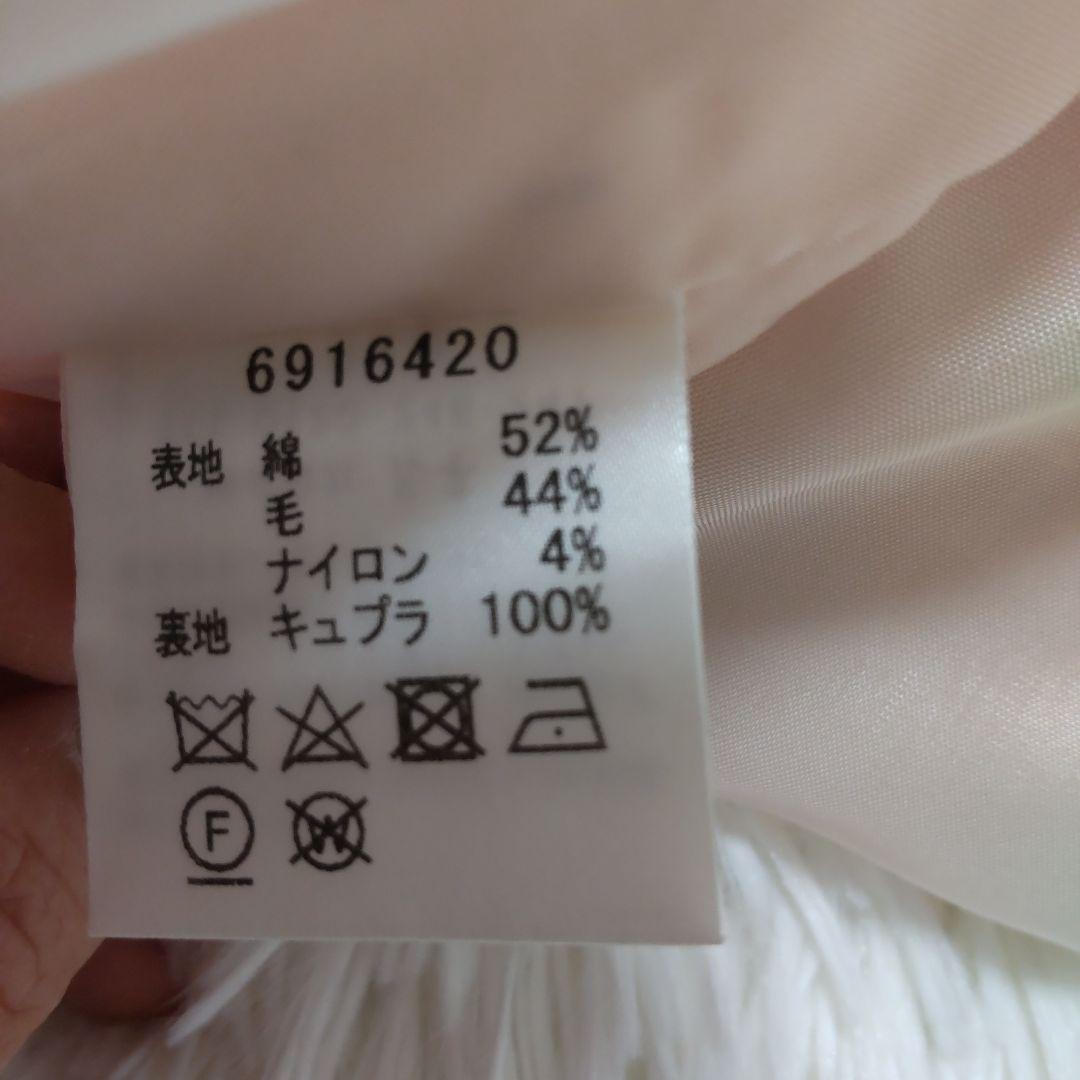 6916420
表地 綿 52%
毛 44%
ナイロン 4%
裏地 キュプラ 100%
F W